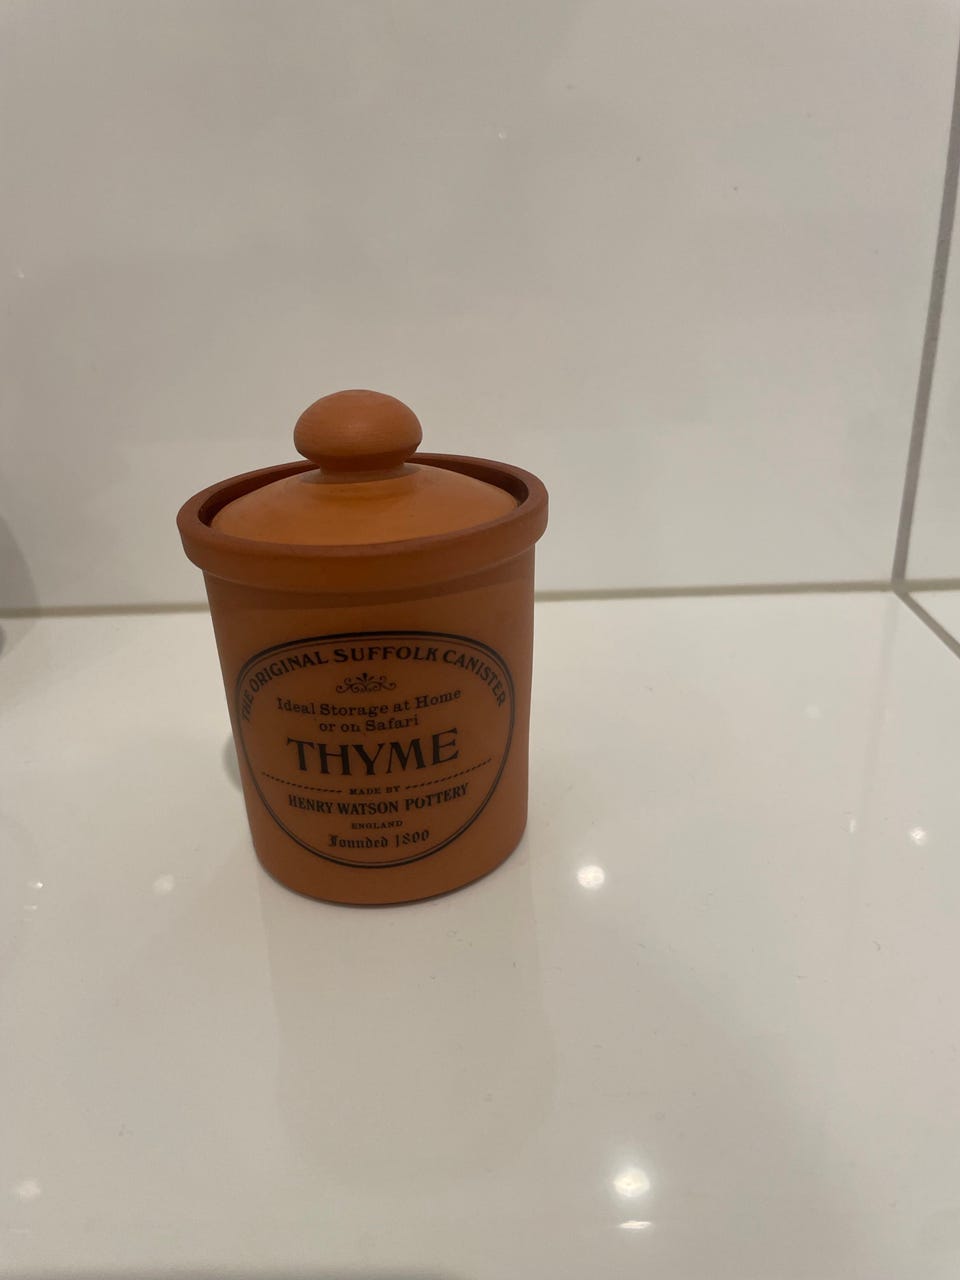 THE ORIGINAL SUFFOLK CANISTER
Ideal Storage at Home
or on Safari
THYME
MADE BY
HENRY WATSON POTTERY
ENGLAND
Founded 1800